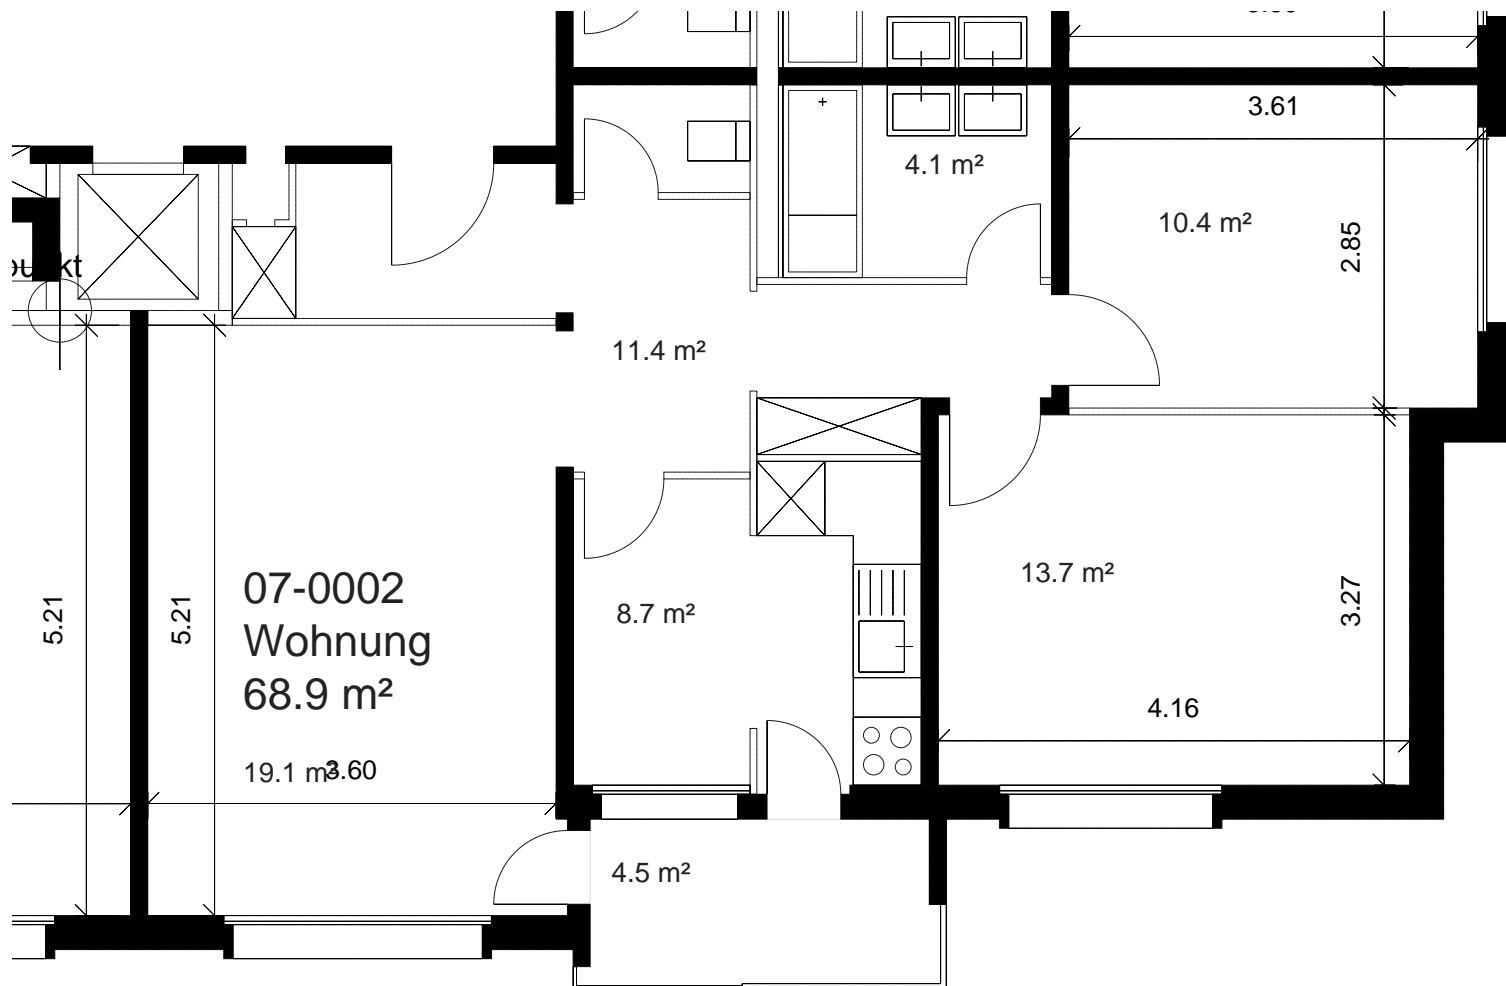 3.61
4.1 m²
10.4 m²
2.85
11.4 m²
13.7 m²
07-0002
Wohnung
68.9 m²
5.21
5.21
8.7 m²
3.27
4.16
19.1 m²
3.60
4.5 m²